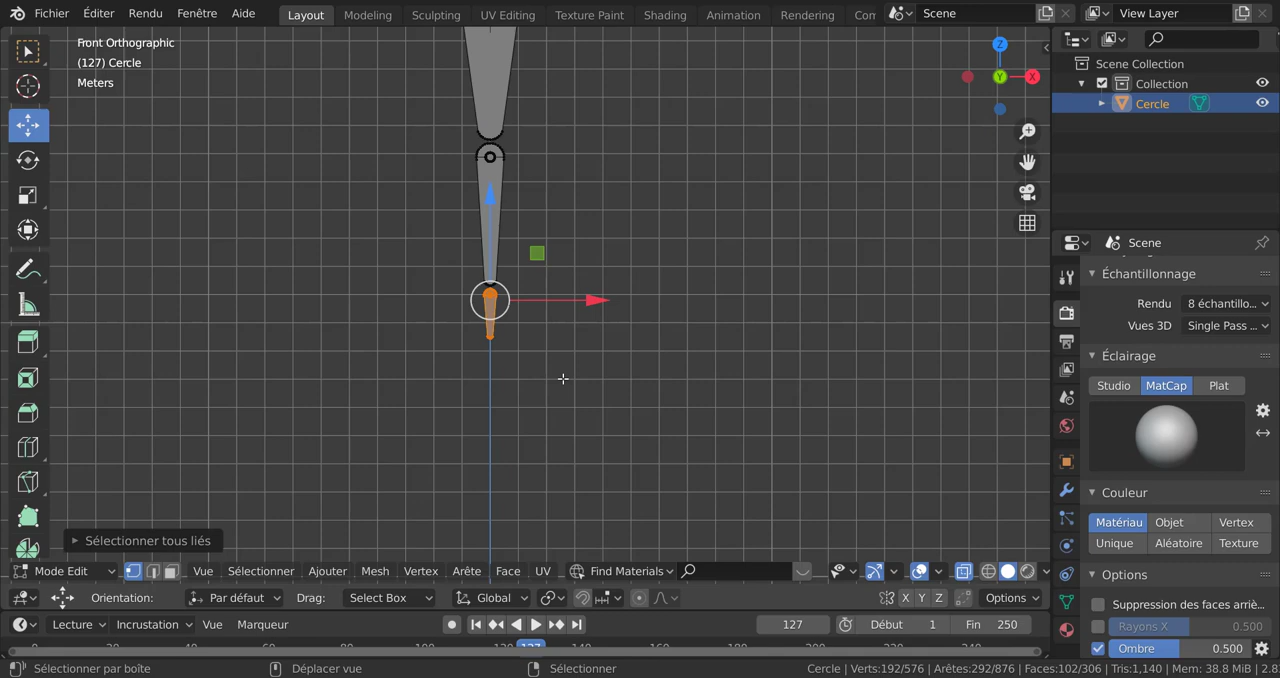 Fichier Éditer Rendu Fenêtre Aide Layout Modeling Sculpting UV Editing Texture Paint Shading Animation Rendering Scene View Layer
Front Orthographic
(127) Cercle
Meters
Z
Y
X
Scene Collection
Collection
Cercle
Scene
Échantillonnage
Rendu 8 échantillo...
Vues 3D Single Pass ...
Éclairage
Studio MatCap Plat
Couleur
Matériau Objet Vertex
Unique Aléatoire Texture
Options
Suppression des faces arriè...
Rayons X 0.500
Ombre 0.500
Sélectionner tous liés
Mode Edit Vue Sélectionner Ajouter Mesh Vertex Arête Face UV Find Materials
Orientation: Par défaut Drag: Select Box Global X Y Z Options
Lecture Incrustation Vue Marqueur 127 Début 1 Fin 250
Sélectionner par boîte Déplacer vue Sélectionner Cercle | Verts:192/576 | Arêtes:292/876 | Faces:102/306 | Tris:1,140 | Mem: 38.8 MiB | 2.8